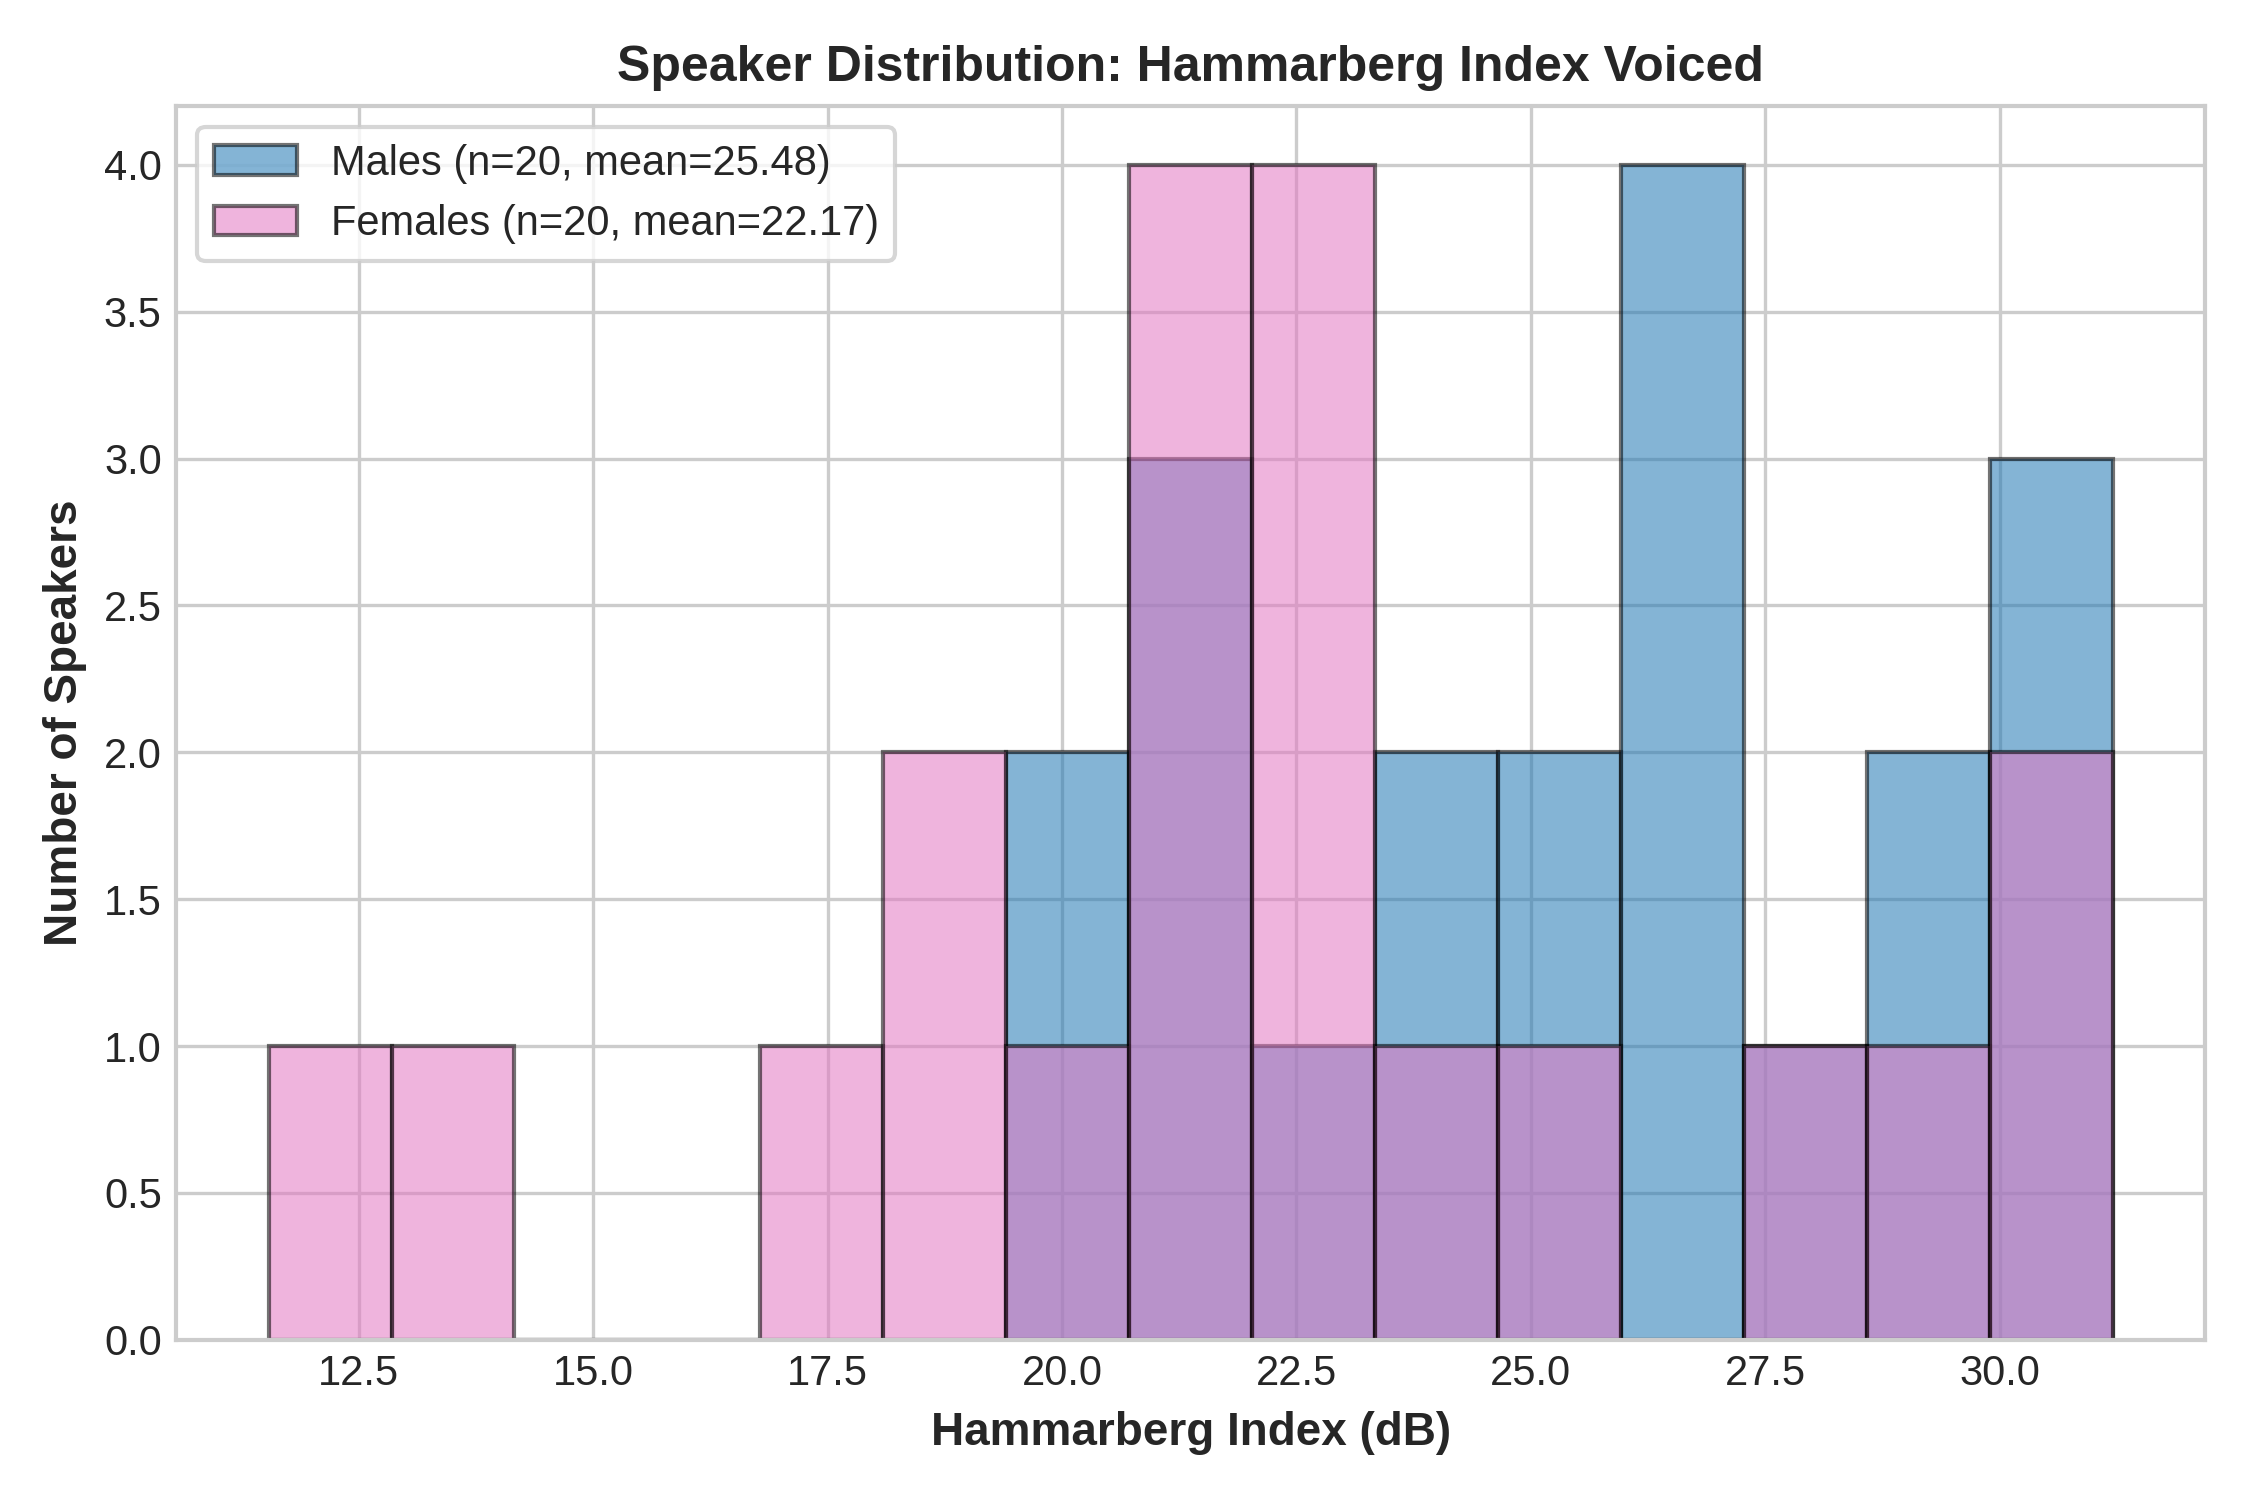 Speaker Distribution: Hammarberg Index Voiced
Males (n=20, mean=25.48)
Females (n=20, mean=22.17)
Number of Speakers
4.0
3.5
3.0
2.5
2.0
1.5
1.0
0.5
0.0
12.5 15.0 17.5 20.0 22.5 25.0 27.5 30.0
Hammarberg Index (dB)